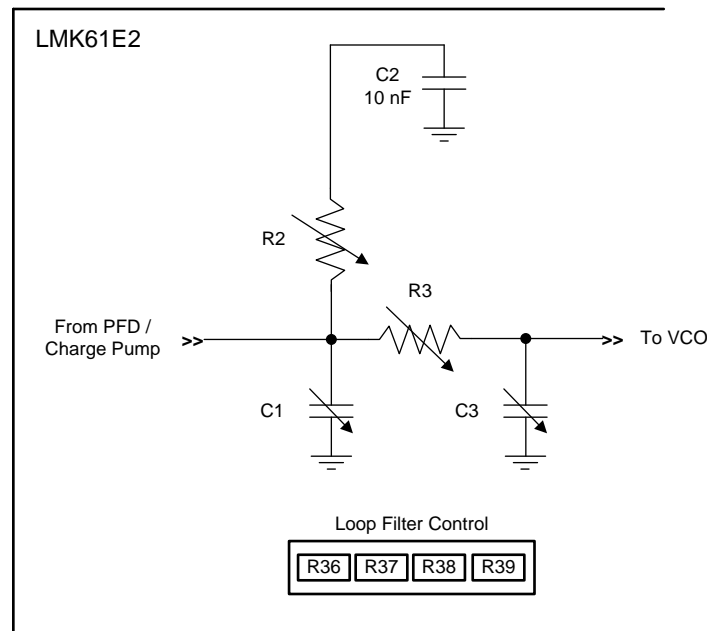 LMK61E2
C2
10 nF
R2
R3
From PFD /
Charge Pump
>>
>>
To VCO
C1
C3
Loop Filter Control
R36 R37 R38 R39